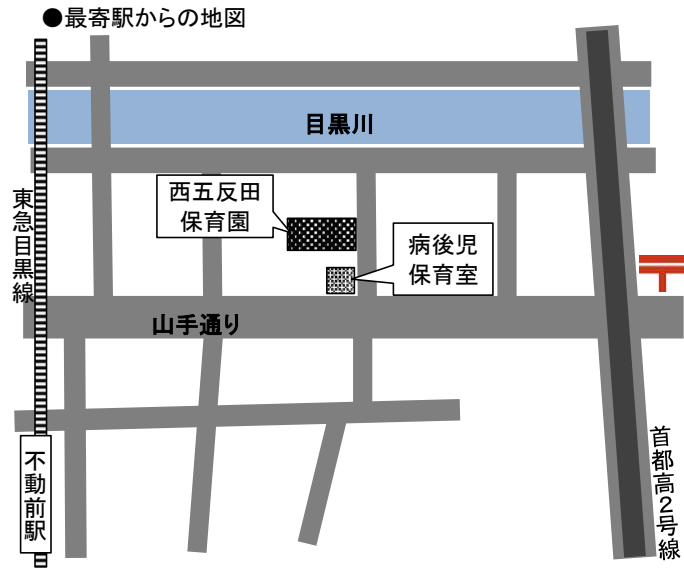 ●最寄駅からの地図
目黒川
東急目黒線
西五反田
保育園
病後児
保育室
山手通り
不動前駅
首都高2号線